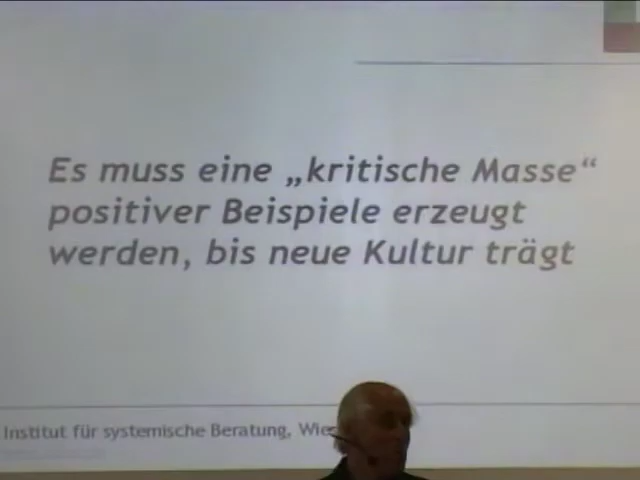 Es muss eine „kritische Masse“
positiver Beispiele erzeugt
werden, bis neue Kultur trägt
Institut für systemische Beratung,